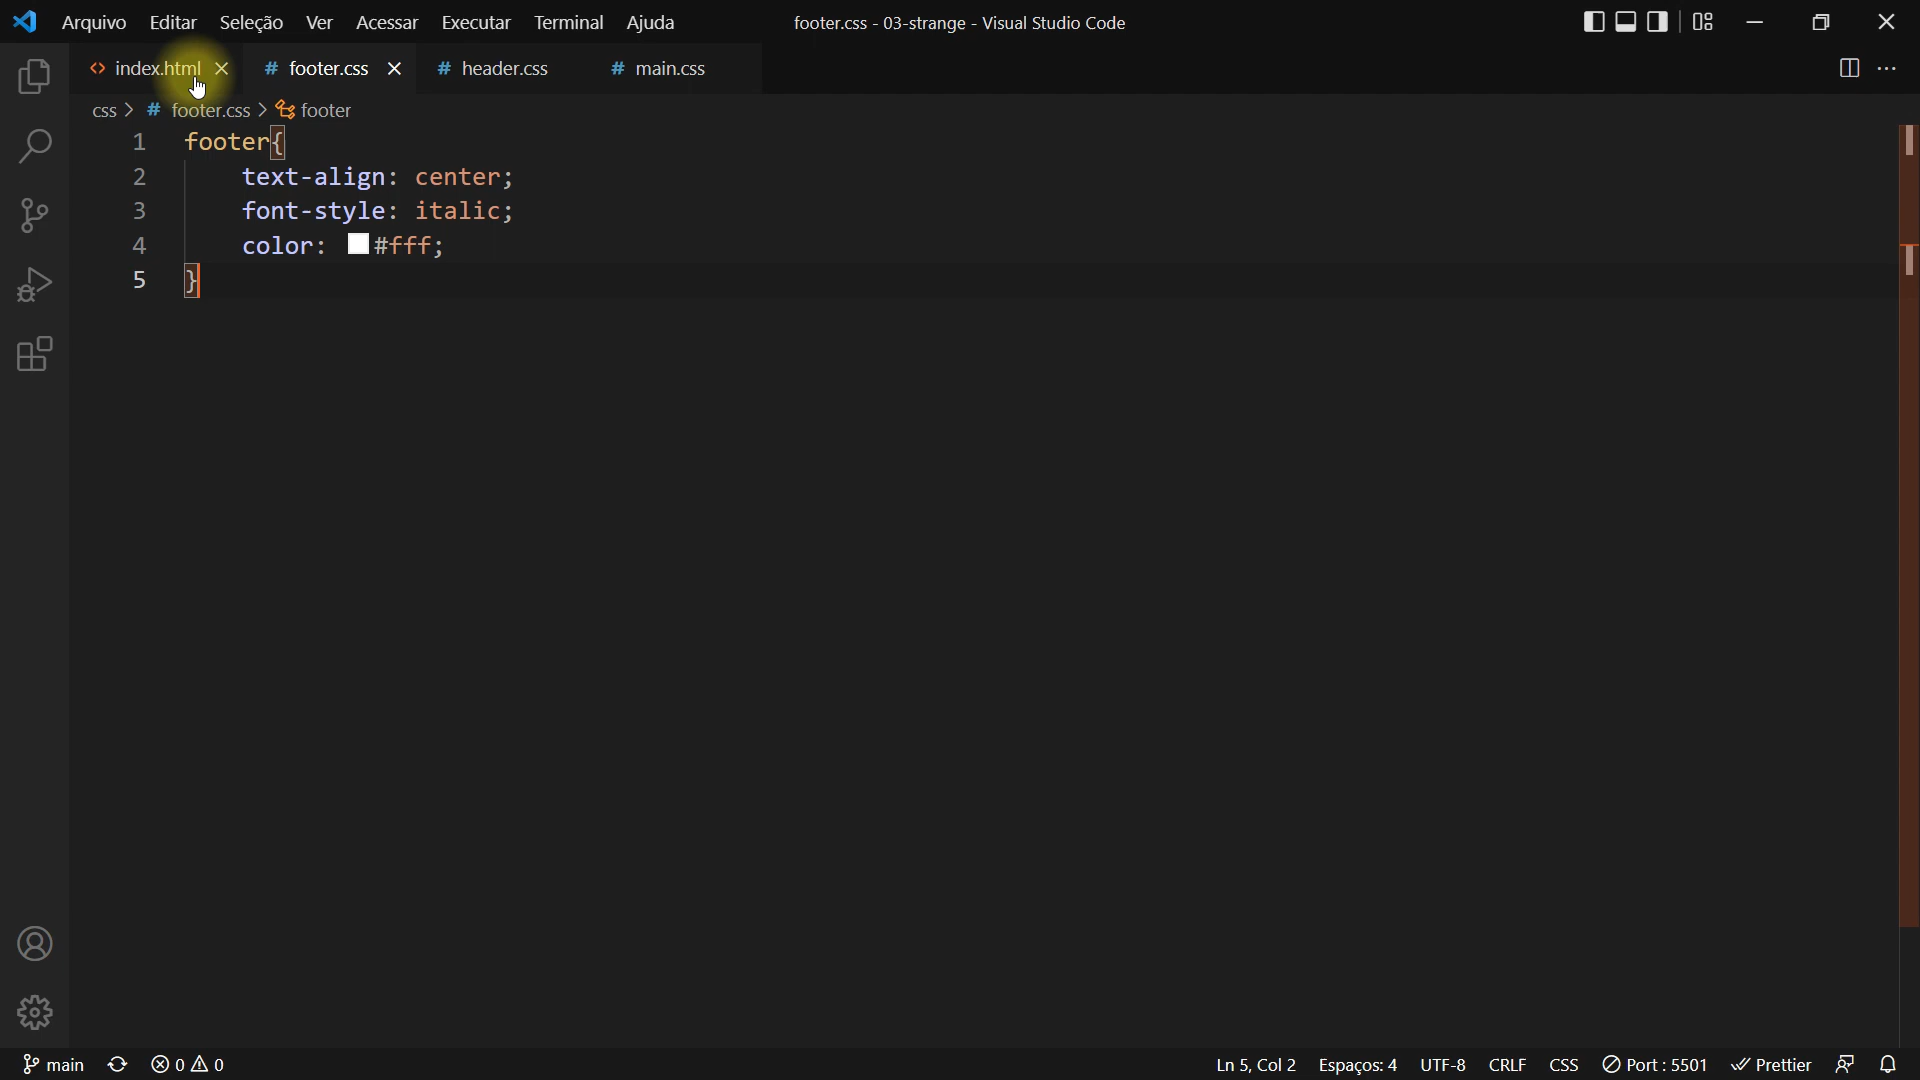 Arquivo Editar Seleção Ver Acessar Executar Terminal Ajuda footer.css - 03-strange - Visual Studio Code
<> index.html # footer.css # header.css # main.css
css > # footer.css > footer
1 footer{
2 text-align: center;
3 font-style: italic;
4 color: #fff;
5 }
main 0 0 Ln 5, Col 2 Espaços: 4 UTF-8 CRLF CSS Port : 5501 Prettier